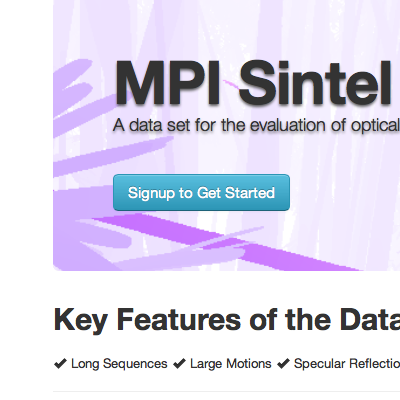 MPI Sintel
A data set for the evaluation of optical
Signup to Get Started
Key Features of the Data
Long Sequences Large Motions Specular Reflectio